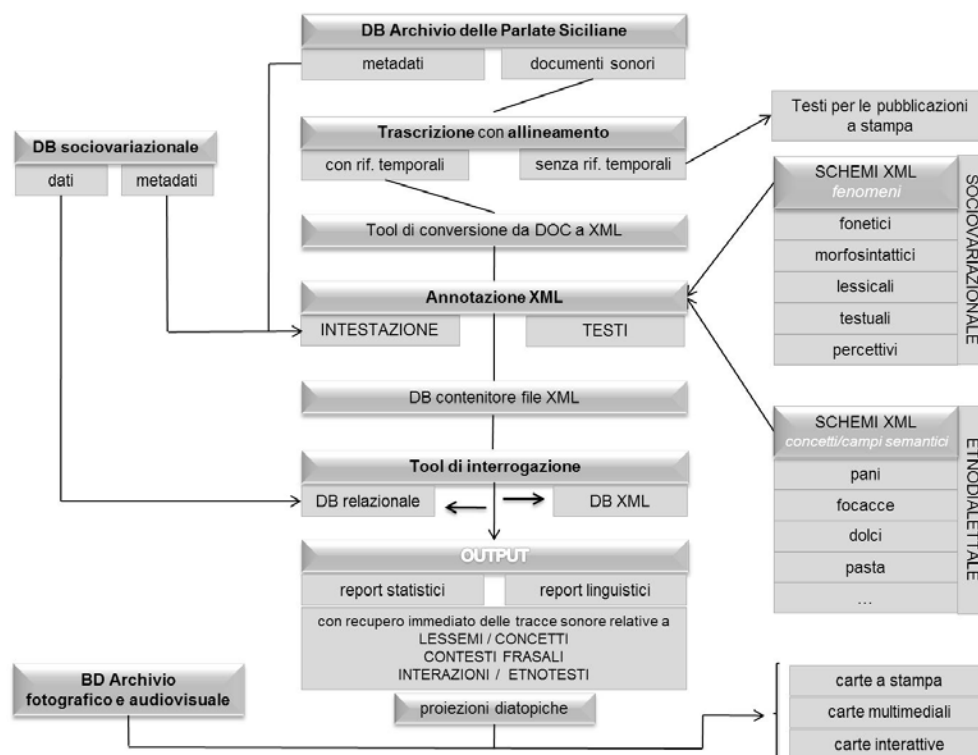 DB Archivio delle Parlate Siciliane
metadati
documenti sonori
Trascrizione con allineamento
con rif. temporali
senza rif. temporali
Testi per le pubblicazioni
a stampa
DB sociovariazionale
dati
metadati
Tool di conversione da DOC a XML
Annotazione XML
INTESTAZIONE
TESTI
SCHEMI XML
fenomeni
fonetici
morfosintattici
lessicali
testuali
percettivi
SOCIOVARIAZIONALE
DB contenitore file XML
Tool di interrogazione
DB relazionale
DB XML
SCHEMI XML
concetti/campi semantici
pani
focacce
dolci
pasta
...
ETNODIALETTALE
OUTPUT
report statistici
report linguistici
con recupero immediato delle tracce sonore relative a
LESSEMI / CONCETTI
CONTESTI FRASALI
INTERAZIONI / ETNOTESTI
BD Archivio
fotografico e audiovisuale
proiezioni diatopiche
carte a stampa
carte multimediali
carte interattive